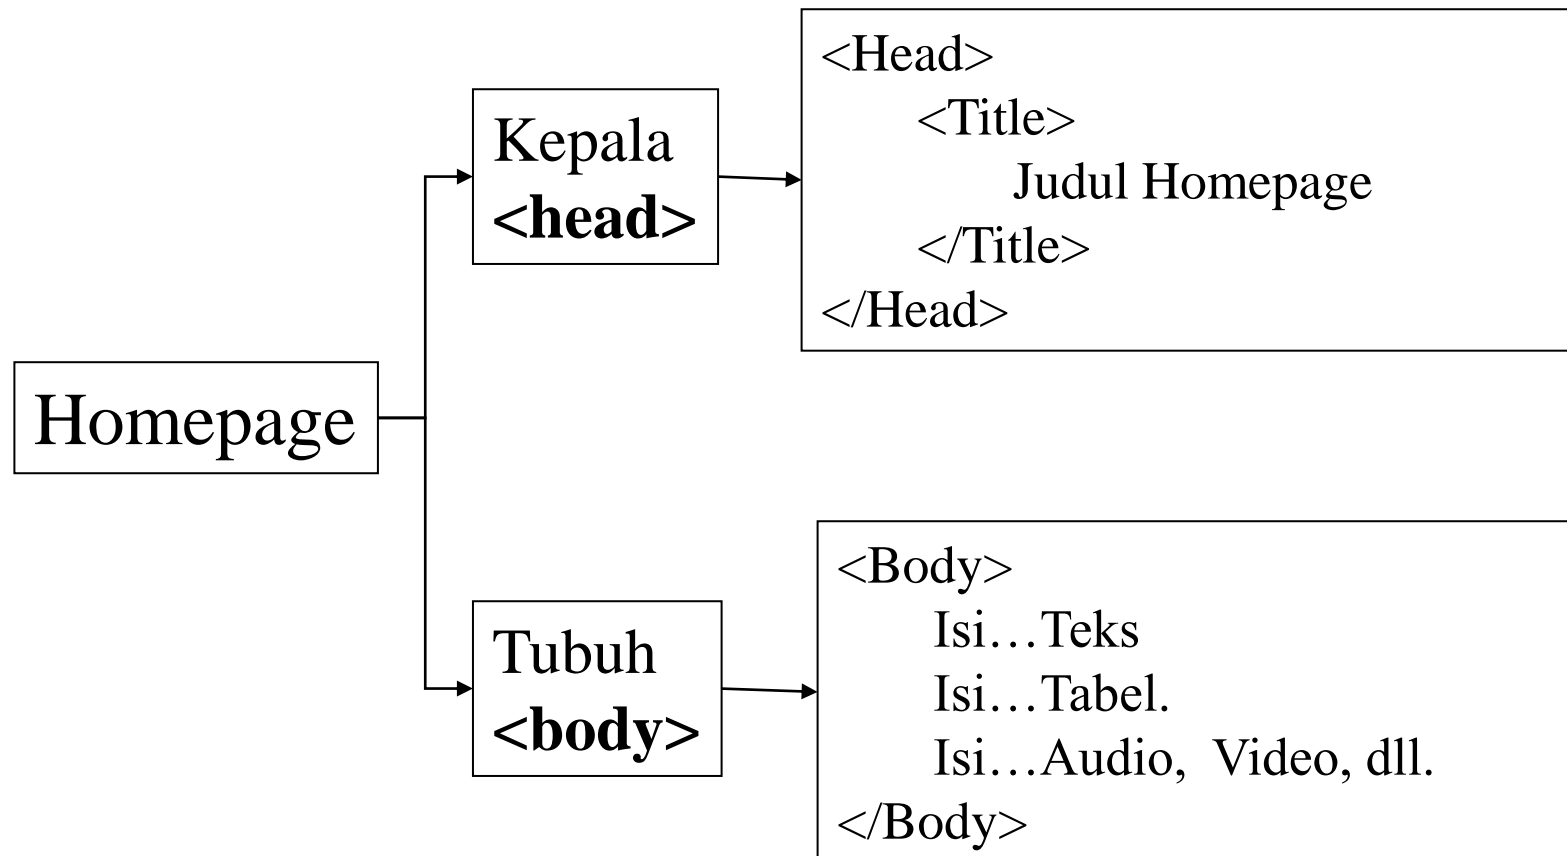 Homepage
Kepala
<head>
<Head>
<Title>
Judul Homepage
</Title>
</Head>
Tubuh
<body>
<Body>
Isi…Teks
Isi…Tabel.
Isi…Audio, Video, dll.
</Body>